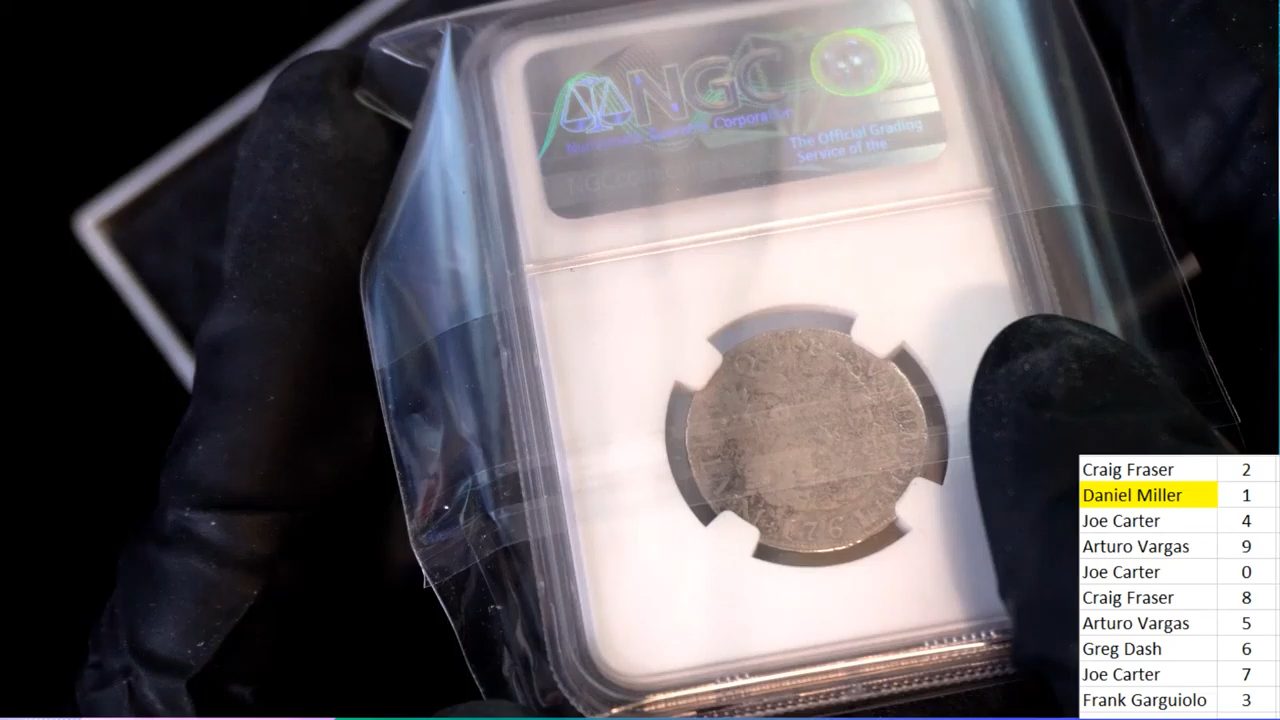 NGC
Corporation
The Official Grading
Service of the
Craig Fraser 2
Daniel Miller 1
Joe Carter 4
Arturo Vargas 9
Joe Carter 0
Craig Fraser 8
Arturo Vargas 5
Greg Dash 6
Joe Carter 7
Frank Garguiolo 3